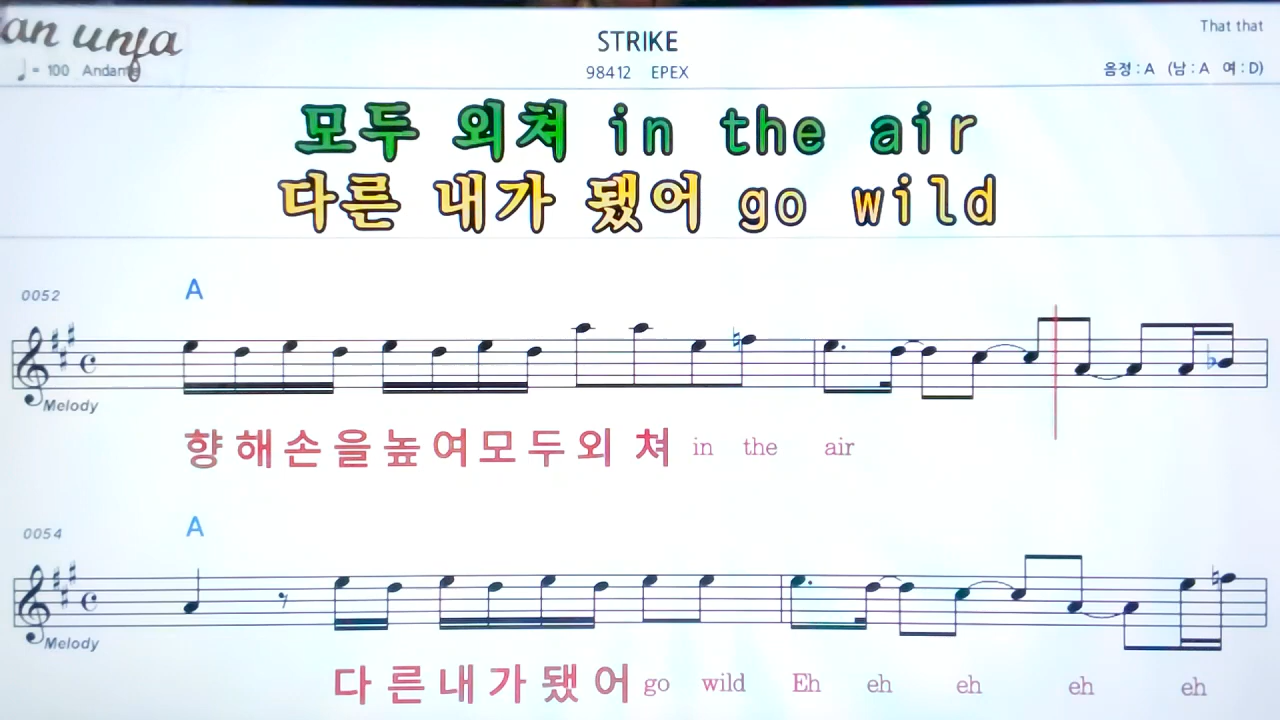 an unfa
STRIKE
That that
♩= 100 Andante
98412 EPEX
음정 : A (남 : A 여 : D)
모두 외쳐 in the air
다른 내가 됐어 go wild
0052
A
Melody
향 해 손 을 높 여 모 두 외 쳐 in the air
0054
A
Melody
다 른 내 가 됐 어 go wild Eh eh eh eh eh